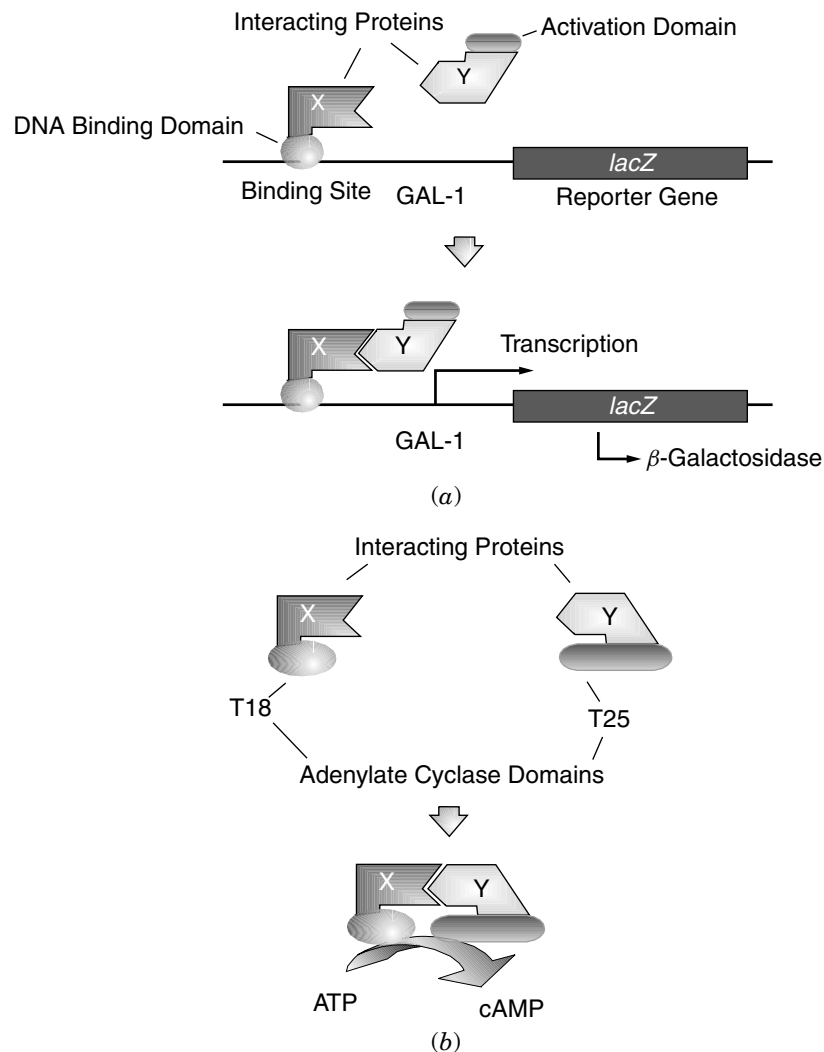 Interacting Proteins
Activation Domain
X
Y
DNA Binding Domain
lacZ
Binding Site
GAL-1
Reporter Gene
X
Y
Transcription
lacZ
GAL-1
β-Galactosidase
(a)
Interacting Proteins
X
Y
T18
T25
Adenylate Cyclase Domains
X
Y
ATP
cAMP
(b)